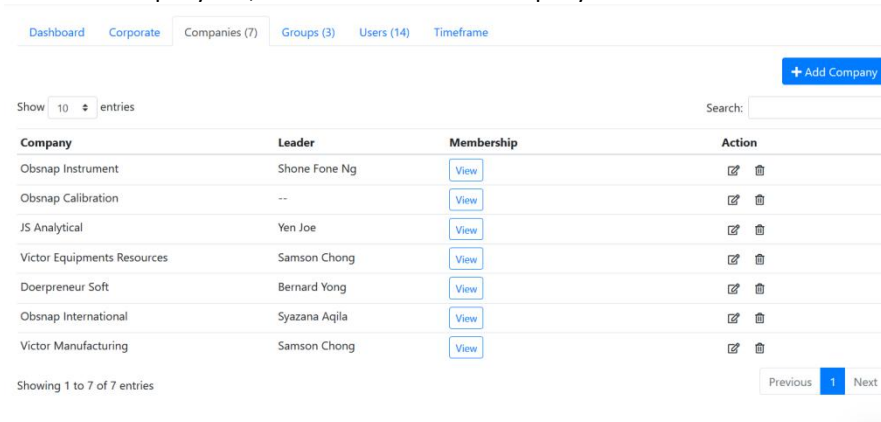 Dashboard Corporate Companies (7) Groups (3) Users (14) Timeframe
+ Add Company
Show 10 entries Search:
Company Leader Membership Action
Obsnap Instrument Shone Fone Ng View
Obsnap Calibration -- View
JS Analytical Yen Joe View
Victor Equipments Resources Samson Chong View
Doerpreneur Soft Bernard Yong View
Obsnap International Syazana Aqila View
Victor Manufacturing Samson Chong View
Showing 1 to 7 of 7 entries Previous 1 Next